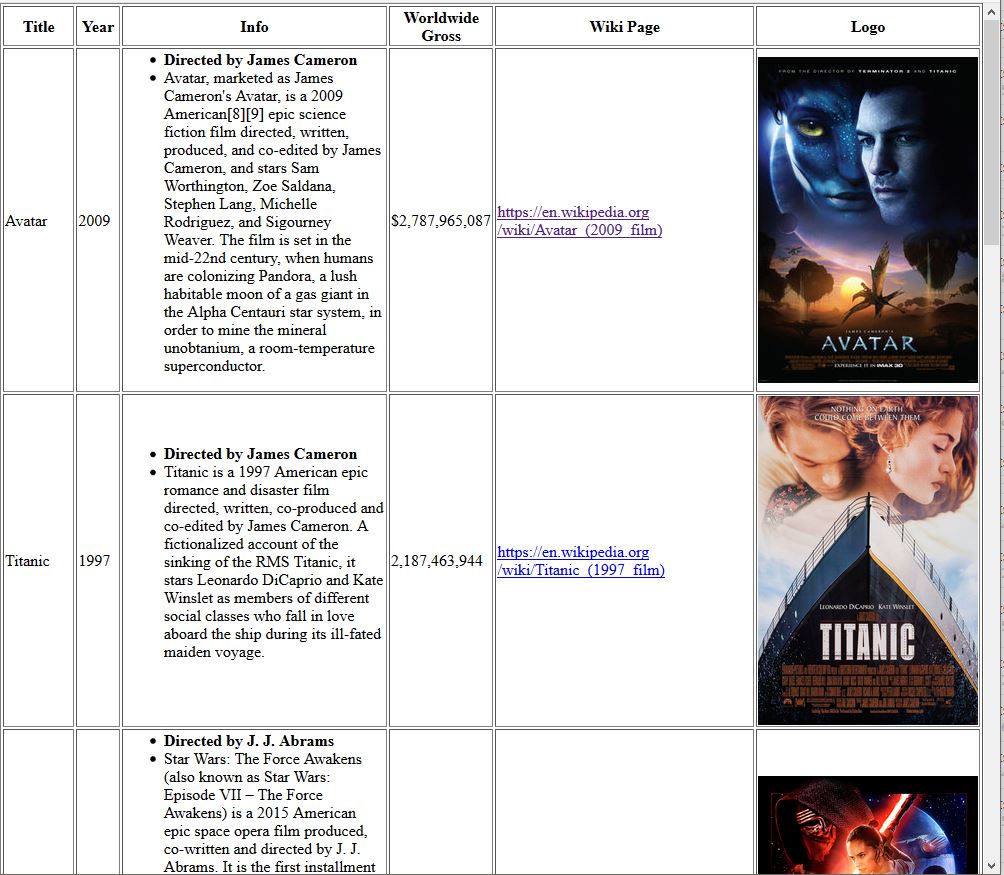 Title
Year
Info
Worldwide
Gross
Wiki Page
Logo
Avatar
2009
Directed by James Cameron
Avatar, marketed as James
Cameron's Avatar, is a 2009
American[8][9] epic science
fiction film directed, written,
produced, and co-edited by James
Cameron, and stars Sam
Worthington, Zoe Saldana,
Stephen Lang, Michelle
Rodriguez, and Sigourney
Weaver. The film is set in the
mid-22nd century, when humans
are colonizing Pandora, a lush
habitable moon of a gas giant in
the Alpha Centauri star system, in
order to mine the mineral
unobtanium, a room-temperature
superconductor.
$2,787,965,087
https://en.wikipedia.org
/wiki/Avatar_(2009_film)
FROM THE DIRECTOR OF TERMINATOR 2 AND TITANIC
JAMES CAMERON'S
AVATAR
EXPERIENCE IT IN IMAX 3D
Titanic
1997
Directed by James Cameron
Titanic is a 1997 American epic
romance and disaster film
directed, written, co-produced and
co-edited by James Cameron. A
fictionalized account of the
sinking of the RMS Titanic, it
stars Leonardo DiCaprio and Kate
Winslet as members of different
social classes who fall in love
aboard the ship during its ill-fated
maiden voyage.
2,187,463,944
https://en.wikipedia.org
/wiki/Titanic_(1997_film)
NOTHING ON EARTH
COULD COME BETWEEN THEM.
LEONARDO DiCAPRIO KATE WINSLET
TITANIC
Directed by J. J. Abrams
Star Wars: The Force Awakens
(also known as Star Wars:
Episode VII – The Force
Awakens) is a 2015 American
epic space opera film produced,
co-written and directed by J. J.
Abrams. It is the first installment